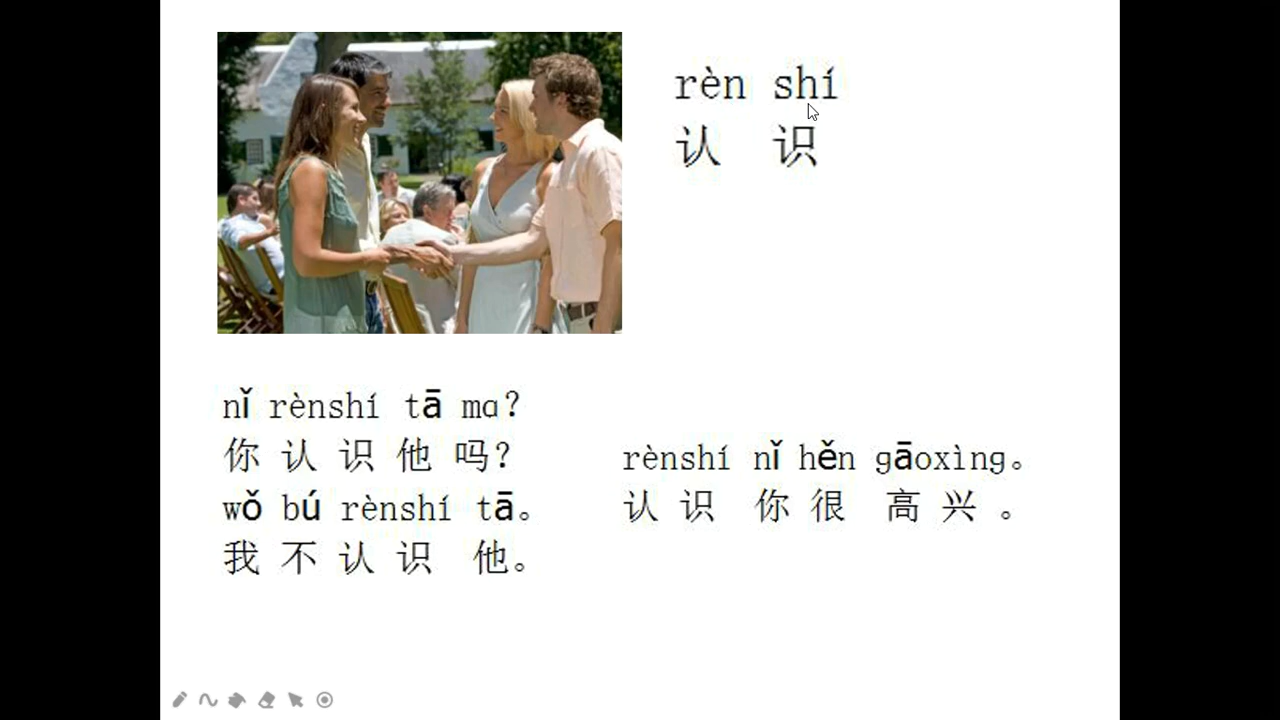 rèn shí
认 识
nǐ rènshí tā mɑ?
你 认 识 他 吗?
wǒ bú rènshí tā。
我 不 认 识 他。
rènshí nǐ hěn gāoxìng。
认 识 你 很 高 兴 。